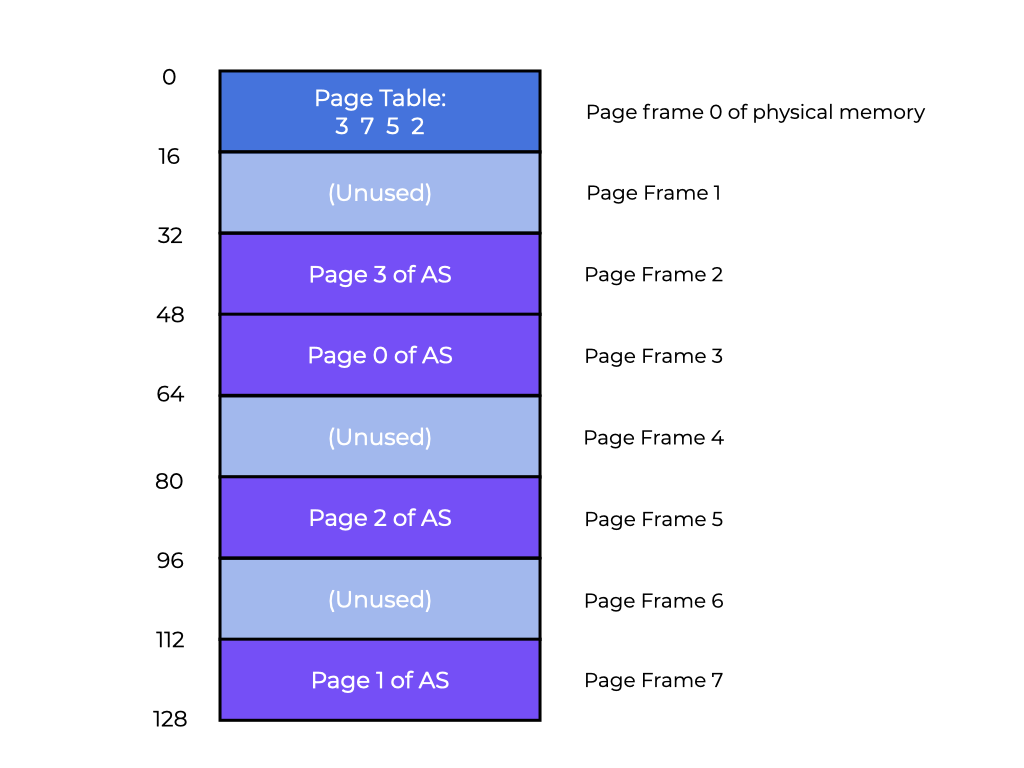 0
Page Table:
3 7 5 2
Page frame 0 of physical memory
16
(Unused)
Page Frame 1
32
Page 3 of AS
Page Frame 2
48
Page 0 of AS
Page Frame 3
64
(Unused)
Page Frame 4
80
Page 2 of AS
Page Frame 5
96
(Unused)
Page Frame 6
112
Page 1 of AS
Page Frame 7
128